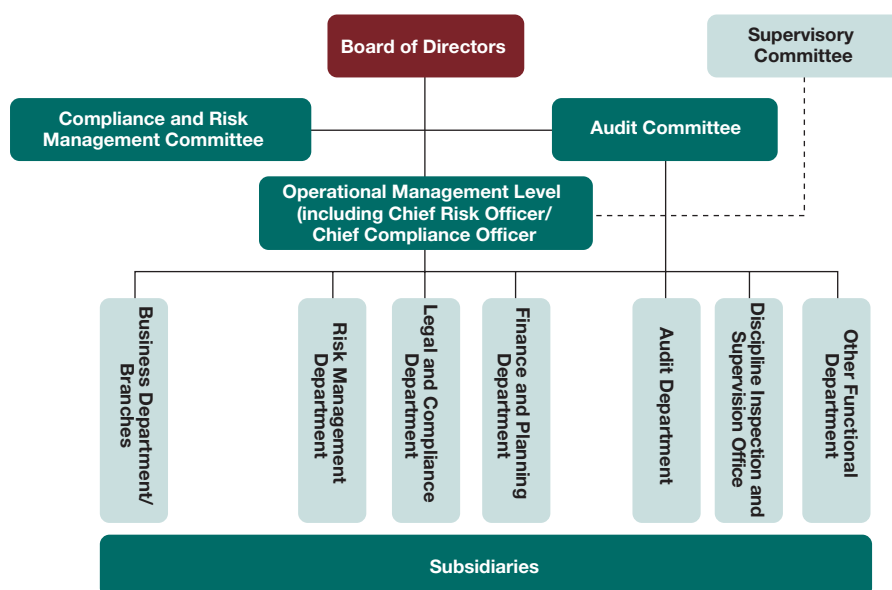 Board of Directors
Supervisory
Committee
Compliance and Risk
Management Committee
Audit Committee
Operational Management Level
(including Chief Risk Officer/
Chief Compliance Officer
Business Department/
Branches
Risk Management
Department
Legal and Compliance
Department
Finance and Planning
Department
Audit Department
Discipline Inspection and
Supervision Office
Other Functional
Department
Subsidiaries